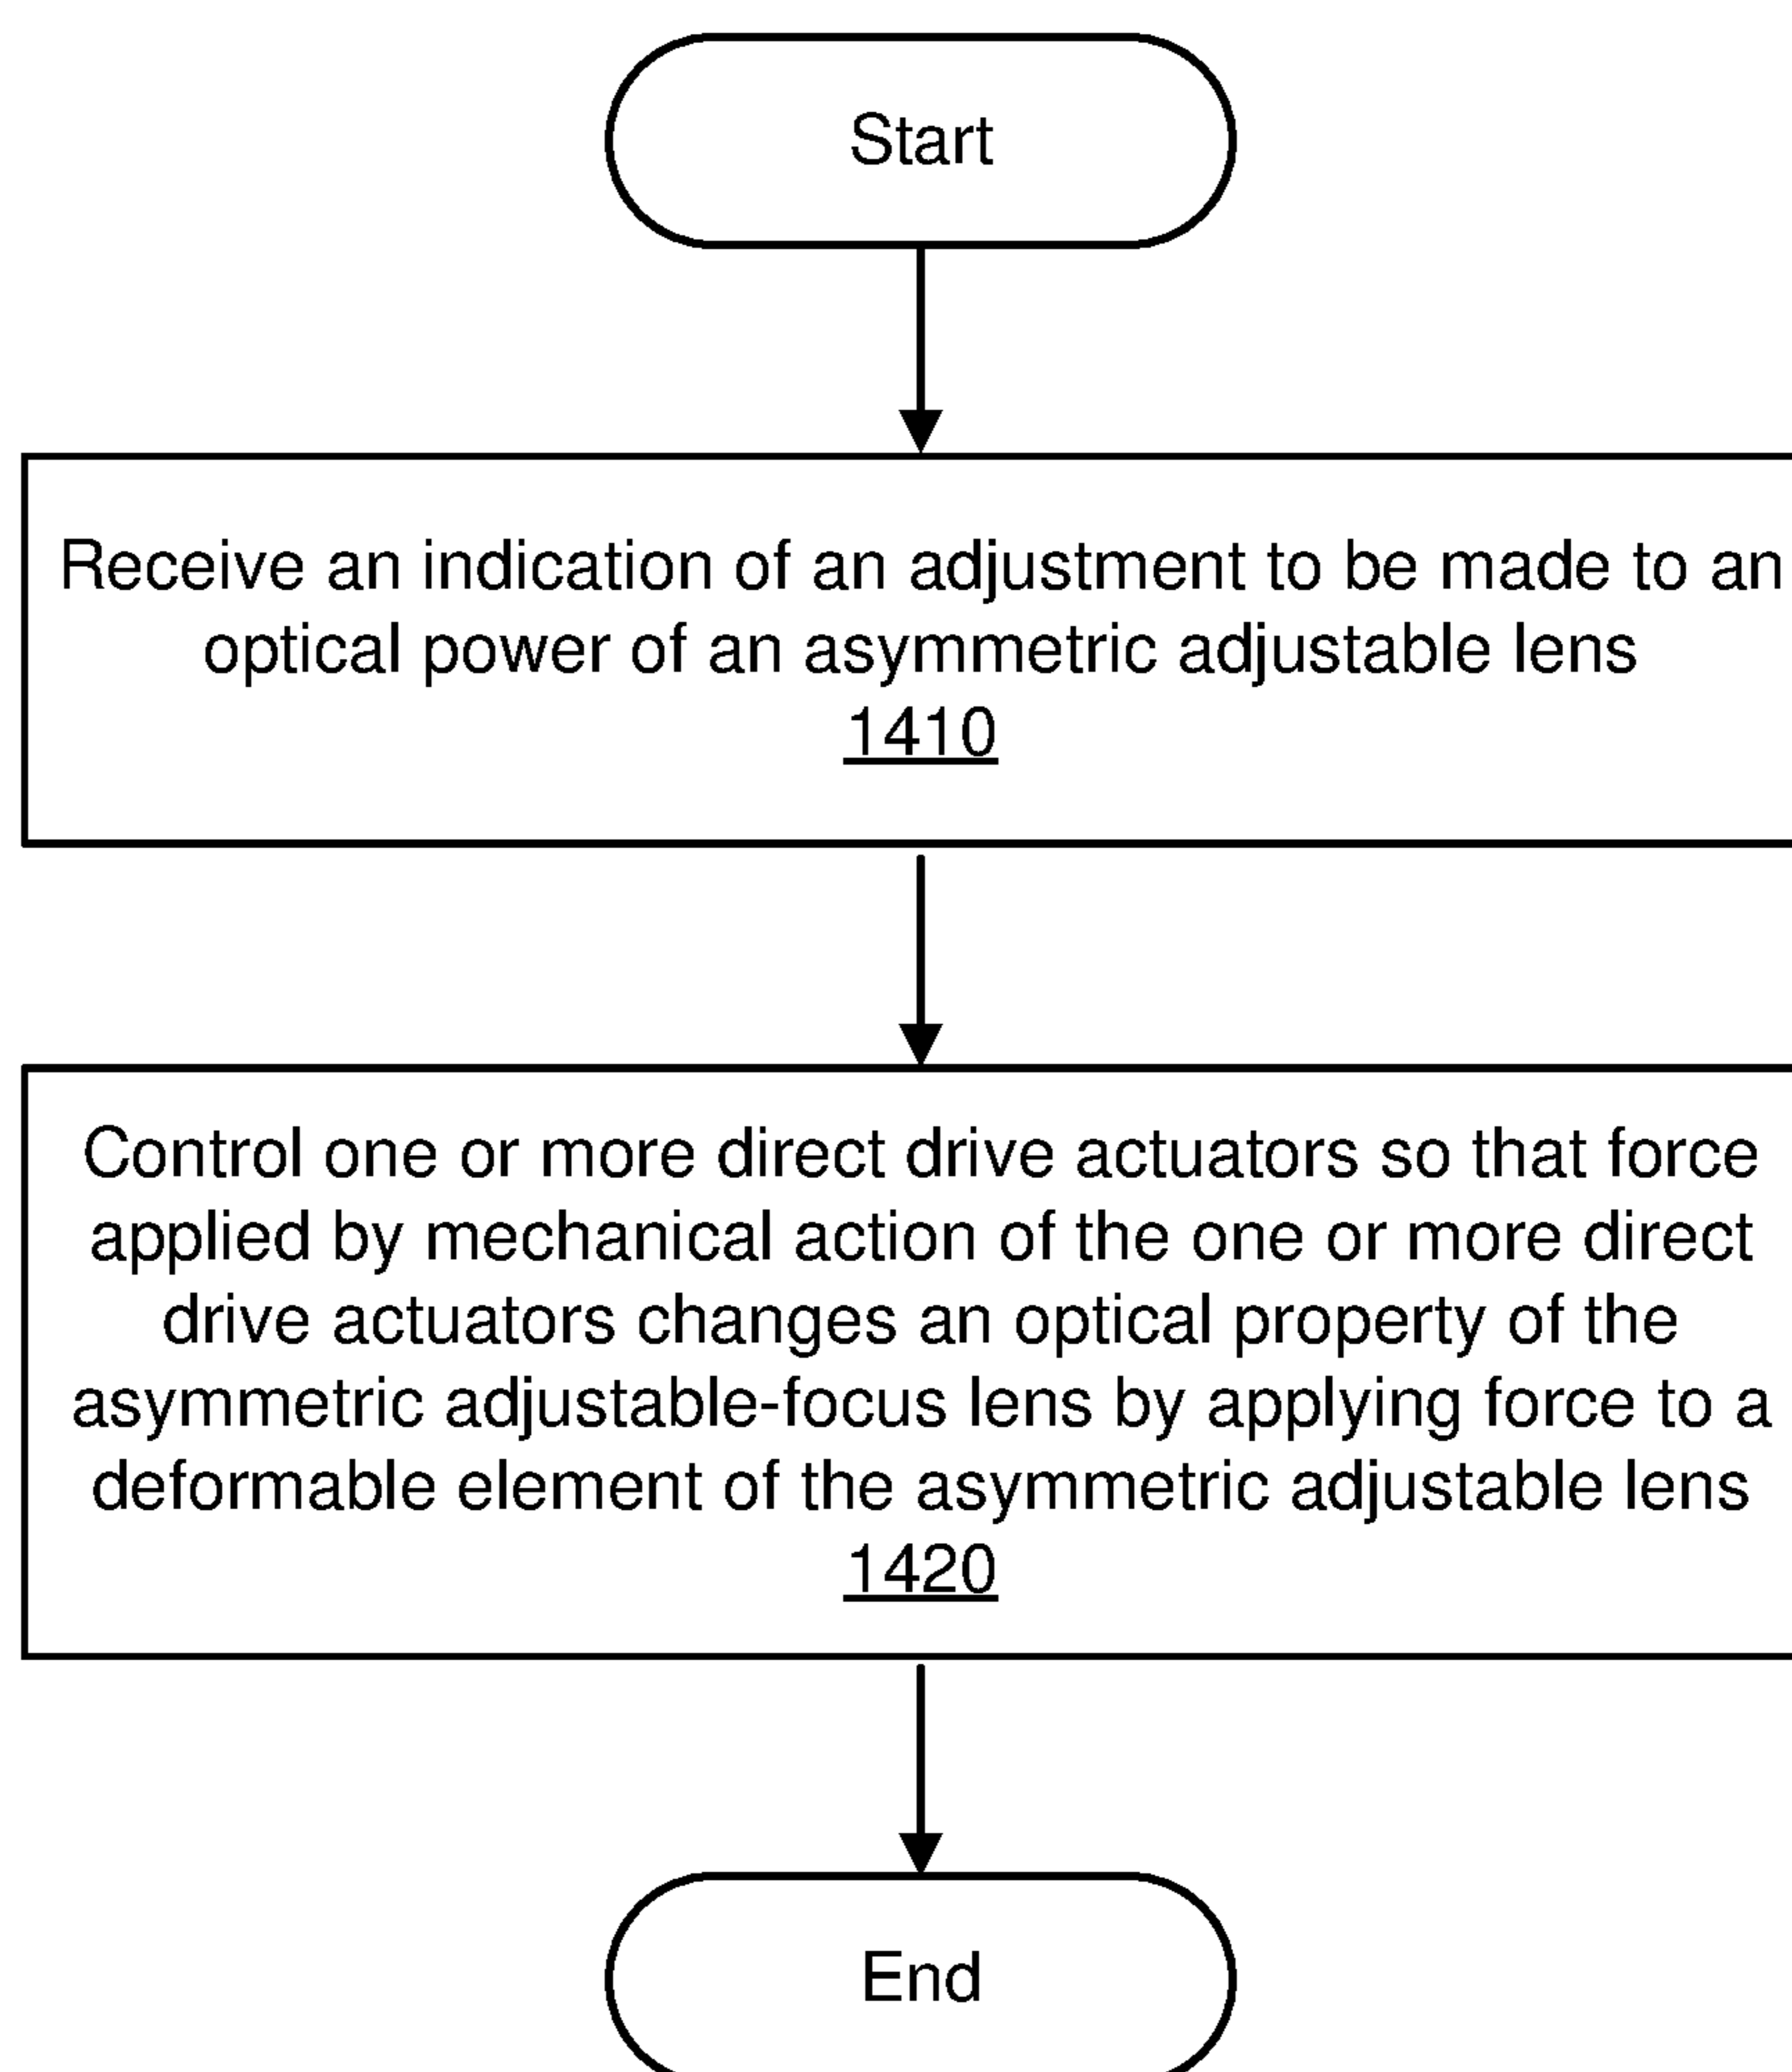 Start
Receive an indication of an adjustment to be made to an
optical power of an asymmetric adjustable lens
1410
Control one or more direct drive actuators so that force
applied by mechanical action of the one or more direct
drive actuators changes an optical property of the
asymmetric adjustable-focus lens by applying force to a
deformable element of the asymmetric adjustable lens
1420
End